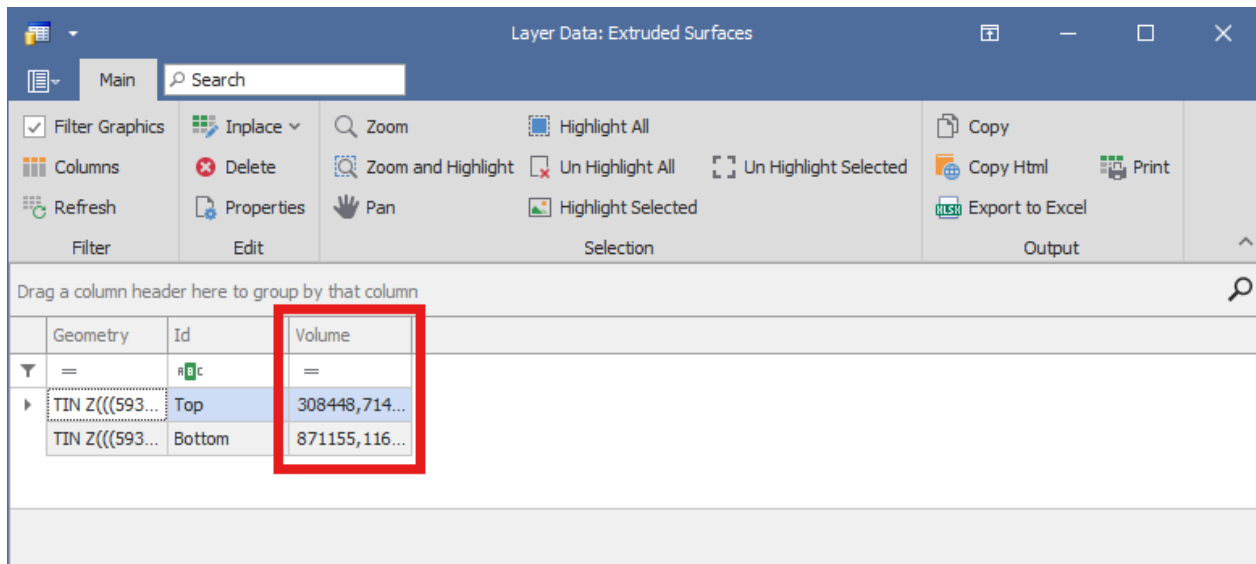 Layer Data: Extruded Surfaces
Main
Search
Filter Graphics
Inplace
Zoom
Highlight All
Copy
Columns
Delete
Zoom and Highlight
Un Highlight All
Un Highlight Selected
Copy Html
Print
Refresh
Properties
Pan
Highlight Selected
XLSX
Export to Excel
Filter
Edit
Selection
Output
Drag a column header here to group by that column
Geometry Id Volume
= ABC =
TIN Z(((593... Top 308448,714...
TIN Z(((593... Bottom 871155,116...